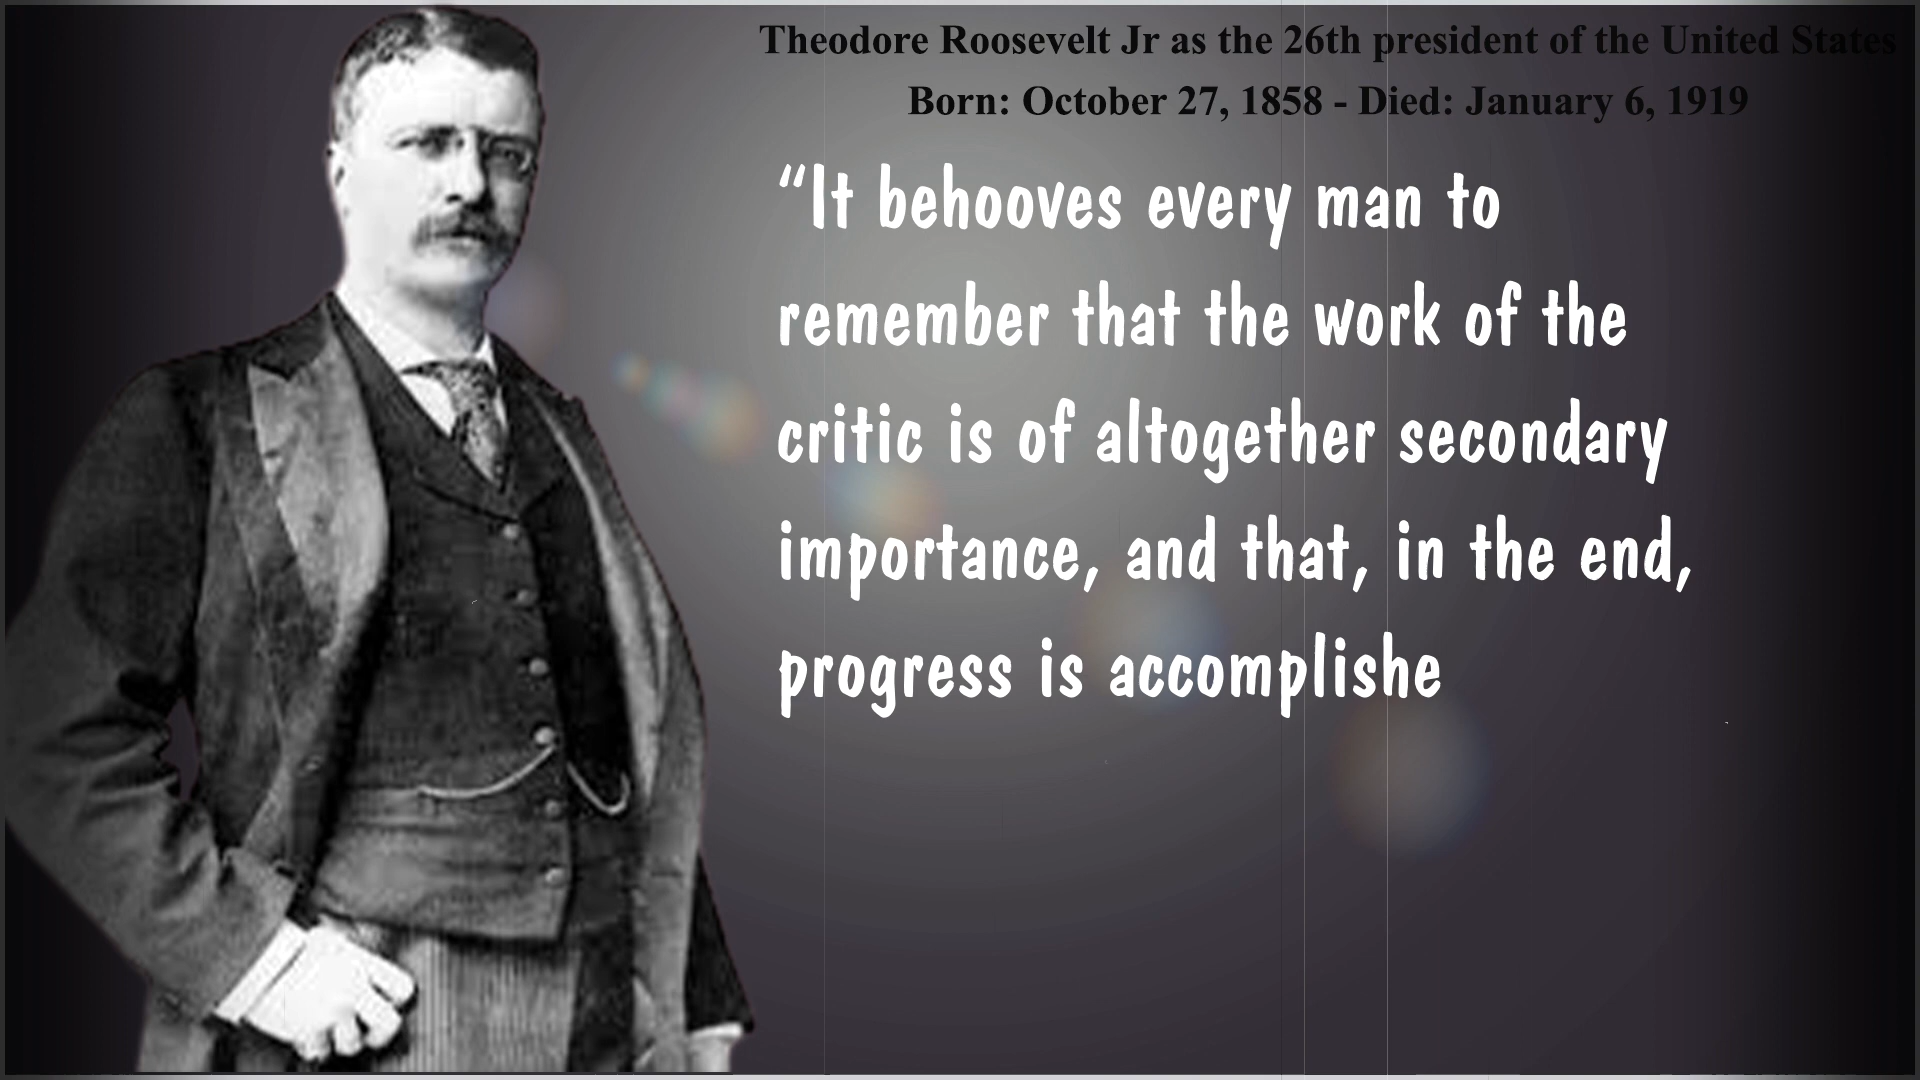 Theodore Roosevelt Jr as the 26th president of the United States
Born: October 27, 1858 - Died: January 6, 1919
“It behooves every man to
remember that the work of the
critic is of altogether secondary
importance, and that, in the end,
progress is accomplishe